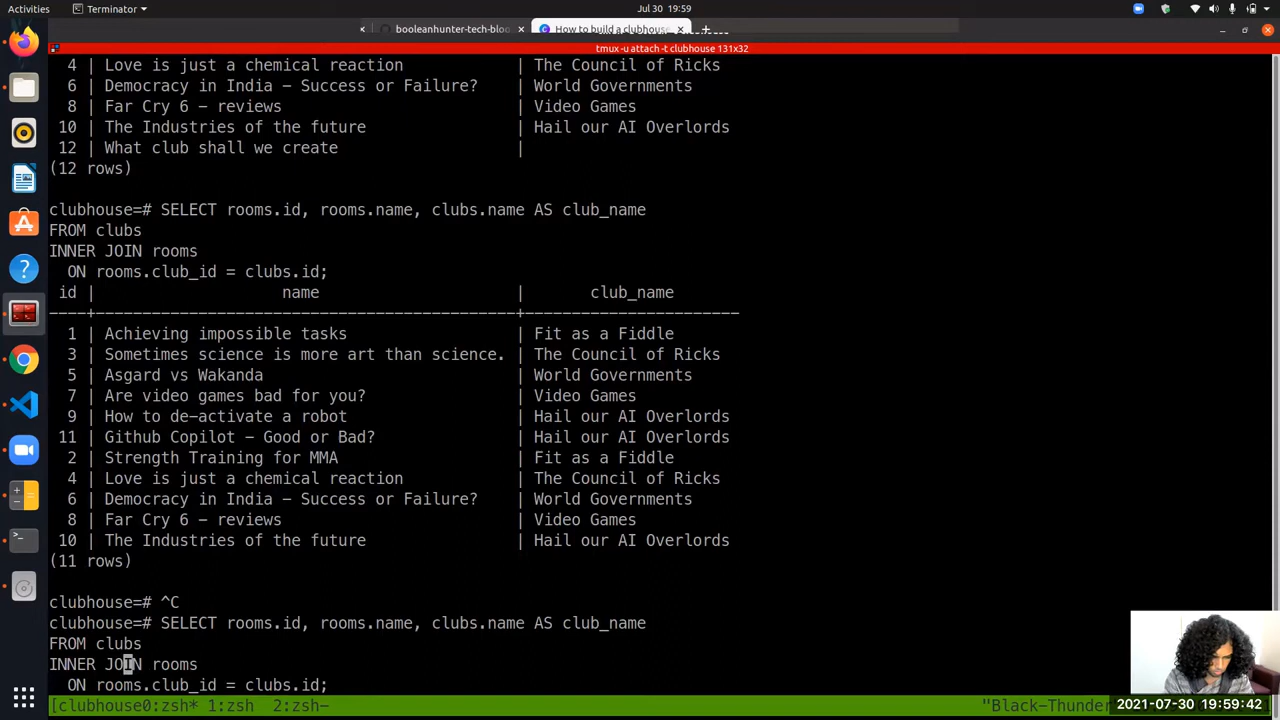 Activities
Terminator
Jul 30 19:59
booleanhunter-tech-blo
How to build a clubhouse
tmux -u attach -t clubhouse 131x32
4 | Love is just a chemical reaction | The Council of Ricks
6 | Democracy in India - Success or Failure? | World Governments
8 | Far Cry 6 - reviews | Video Games
10 | The Industries of the future | Hail our AI Overlords
12 | What club shall we create |
(12 rows)
clubhouse=# SELECT rooms.id, rooms.name, clubs.name AS club_name
FROM clubs
INNER JOIN rooms
ON rooms.club_id = clubs.id;
id | name | club_name
----+---------------------------------------------+-----------------------
1 | Achieving impossible tasks | Fit as a Fiddle
3 | Sometimes science is more art than science. | The Council of Ricks
5 | Asgard vs Wakanda | World Governments
7 | Are video games bad for you? | Video Games
9 | How to de-activate a robot | Hail our AI Overlords
11 | Github Copilot - Good or Bad? | Hail our AI Overlords
2 | Strength Training for MMA | Fit as a Fiddle
4 | Love is just a chemical reaction | The Council of Ricks
6 | Democracy in India - Success or Failure? | World Governments
8 | Far Cry 6 - reviews | Video Games
10 | The Industries of the future | Hail our AI Overlords
(11 rows)
clubhouse=# ^C
clubhouse=# SELECT rooms.id, rooms.name, clubs.name AS club_name
FROM clubs
INNER JOIN rooms
ON rooms.club_id = clubs.id;
[clubhouse0:zsh* 1:zsh 2:zsh- "Black-Thunder
2021-07-30 19:59:42